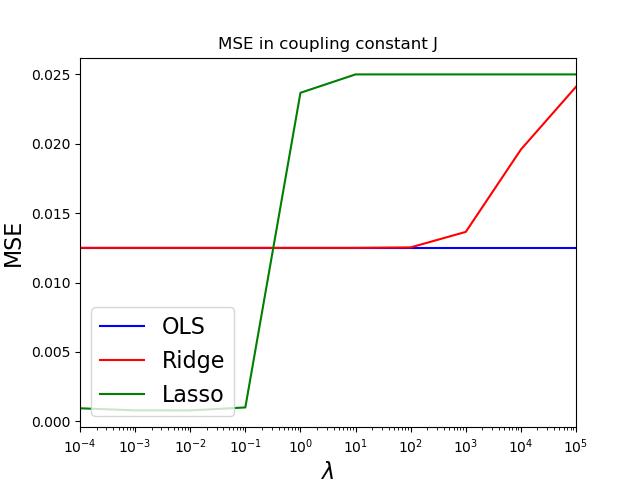 MSE in coupling constant J
MSE
0.025
0.020
0.015
0.010
0.005
0.000
OLS
Ridge
Lasso
10⁻⁴ 10⁻³ 10⁻² 10⁻¹ 10⁰ 10¹ 10² 10³ 10⁴ 10⁵
λ